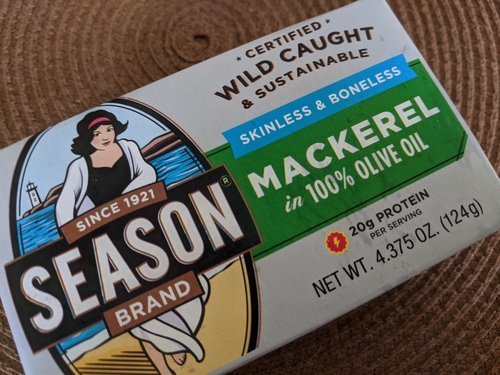 CERTIFIED
WILD CAUGHT
& SUSTAINABLE
SKINLESS & BONELESS
MACKEREL
in 100% OLIVE OIL
20g PROTEIN
PER SERVING
NET WT. 4.375 OZ. (124g)
SINCE 1921
SEASON®
BRAND